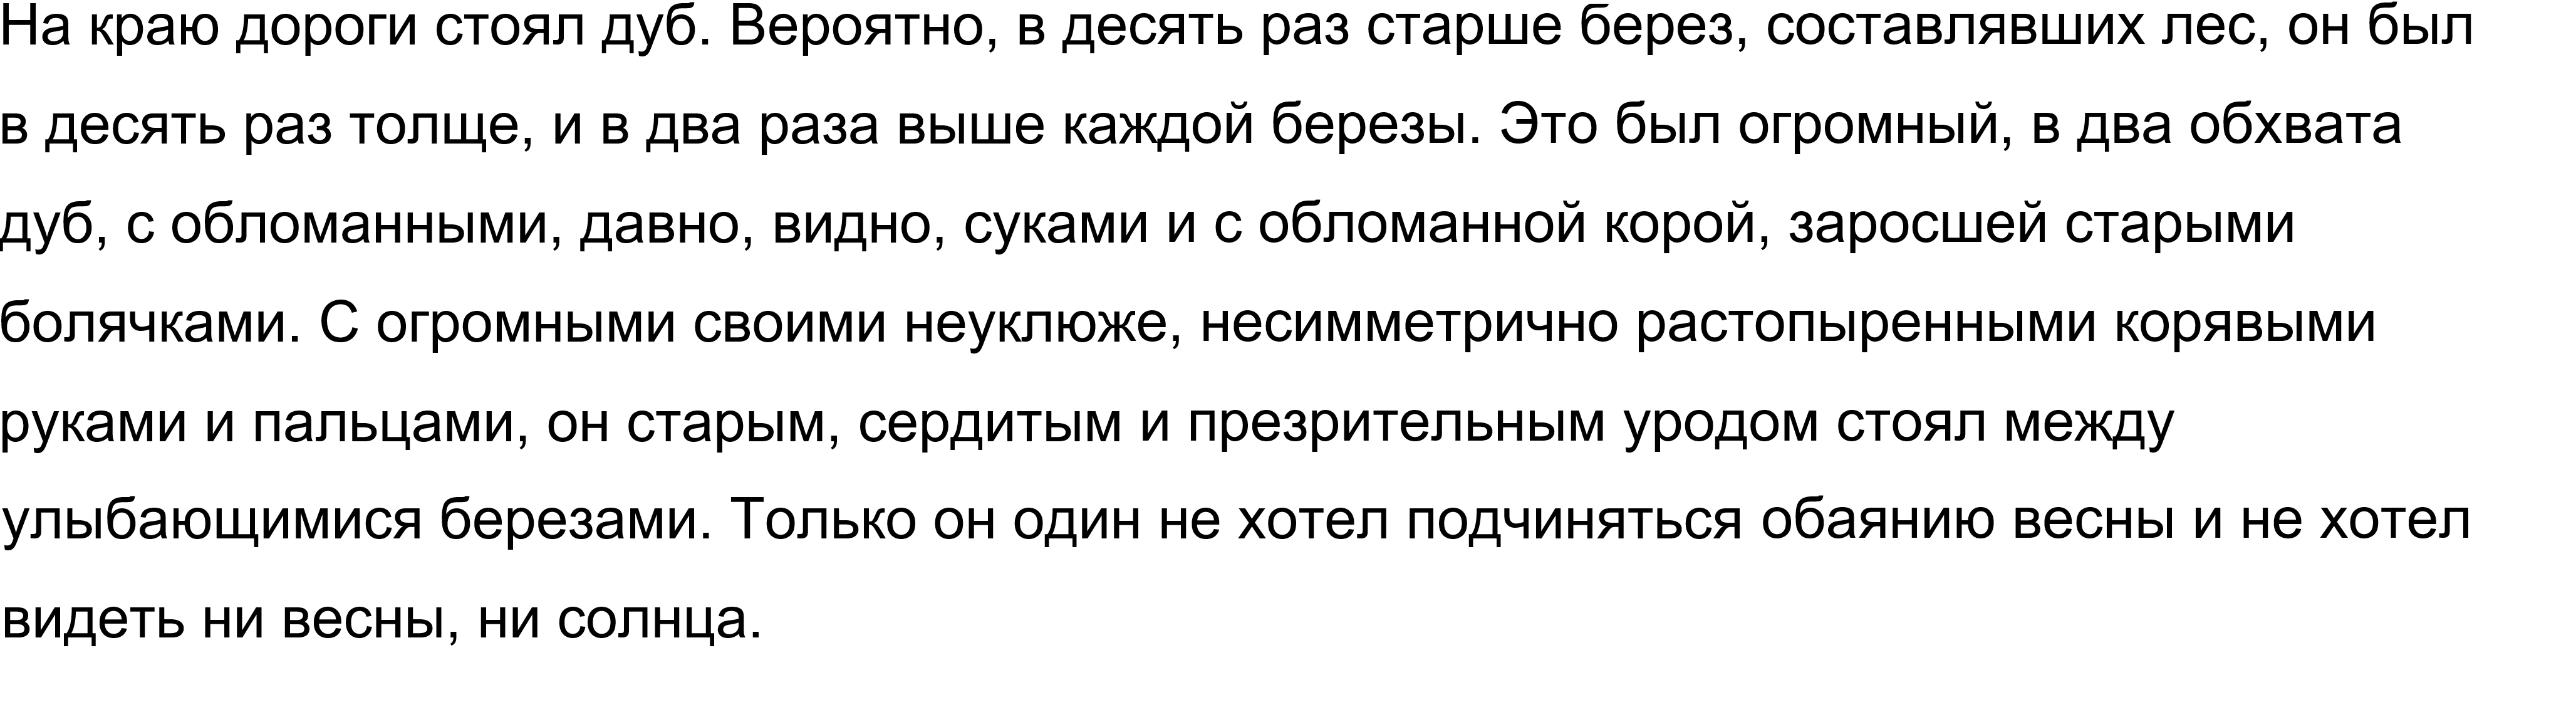 На краю дороги стоял дуб. Вероятно, в десять раз старше берез, составлявших лес, он был
в десять раз толще, и в два раза выше каждой березы. Это был огромный, в два обхвата
дуб, с обломанными, давно, видно, суками и с обломанной корой, заросшей старыми
болячками. С огромными своими неуклюже, несимметрично растопыренными корявыми
руками и пальцами, он старым, сердитым и презрительным уродом стоял между
улыбающимися березами. Только он один не хотел подчиняться обаянию весны и не хотел
видеть ни весны, ни солнца.